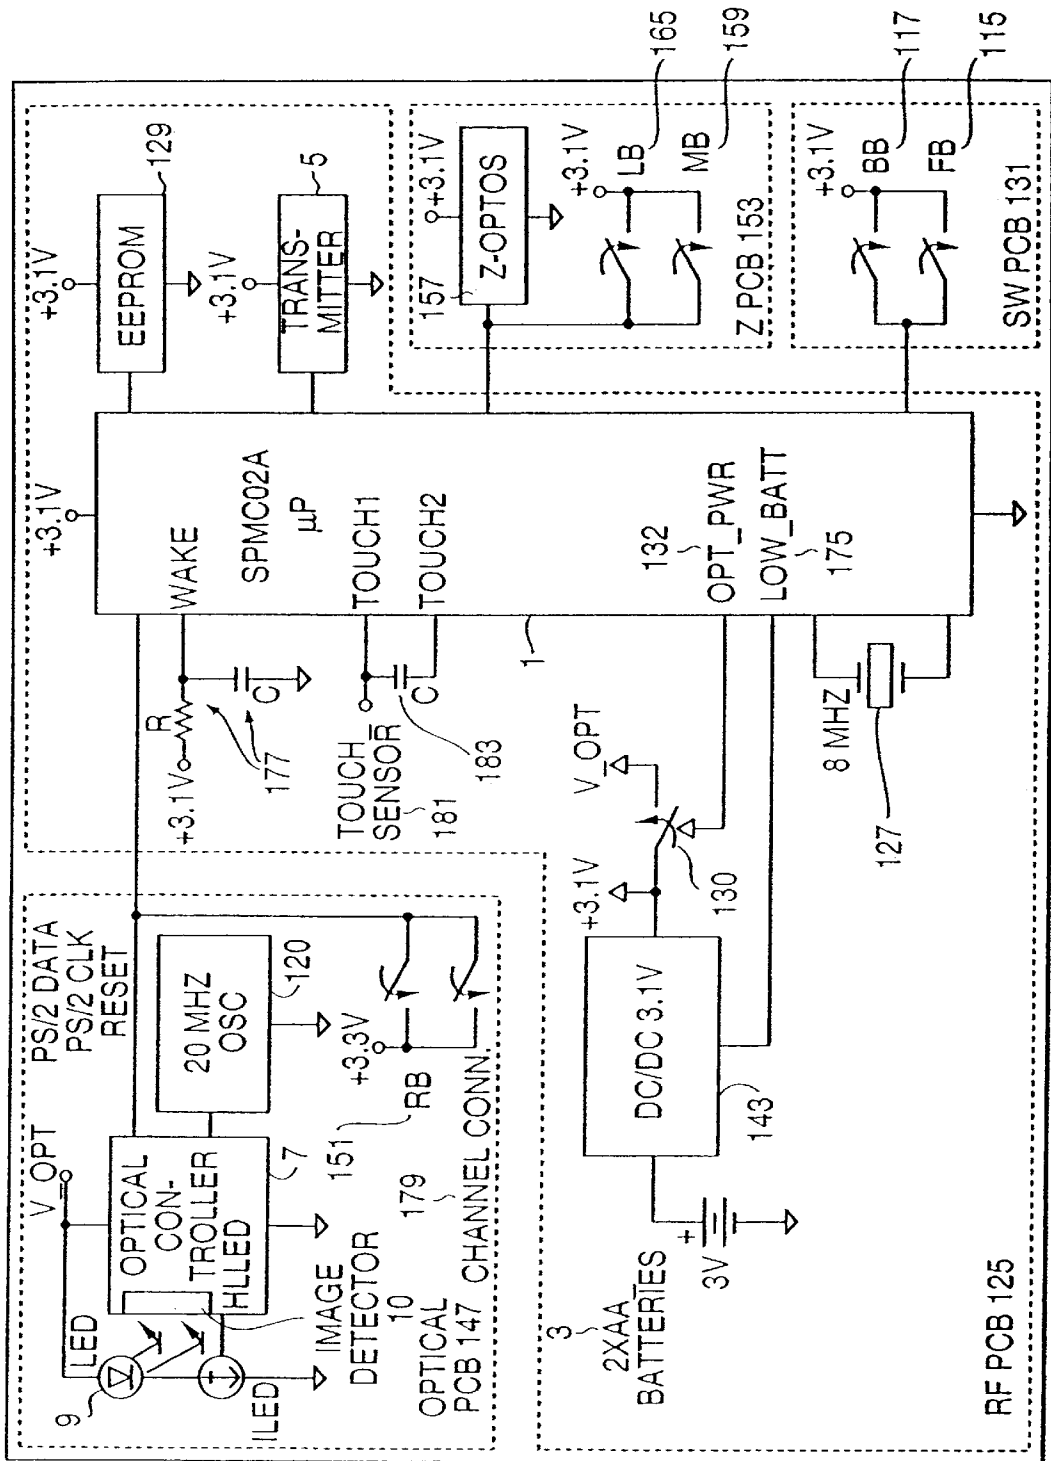 PS/2 DATA
PS/2 CLK
RESET
V_OPT
LED
9
OPTICAL
CON-
TROLLER
HLLED
7
20 MHZ
OSC
120
ILED
IMAGE
DETECTOR
10
OPTICAL
PCB 147
+3.3V
RB
151
CHANNEL CONN.
179
+3.1V
R
C
177
WAKE
+3.1V
SPMC02A
µP
TOUCH1
TOUCH2
TOUCH
SENSOR
181
C
183
1
132
OPT_PWR
LOW_BATT
175
+3.1V
EEPROM
129
+3.1V
TRANS-
MITTER
5
157
Z-OPTOS
+3.1V
+3.1V
LB
165
MB
159
Z PCB 153
+3.1V
BB
117
FB
115
SW PCB 131
3
2XAA
BATTERIES
+
3V
DC/DC 3.1V
143
+3.1V
V_OPT
130
8 MHZ
127
RF PCB 125